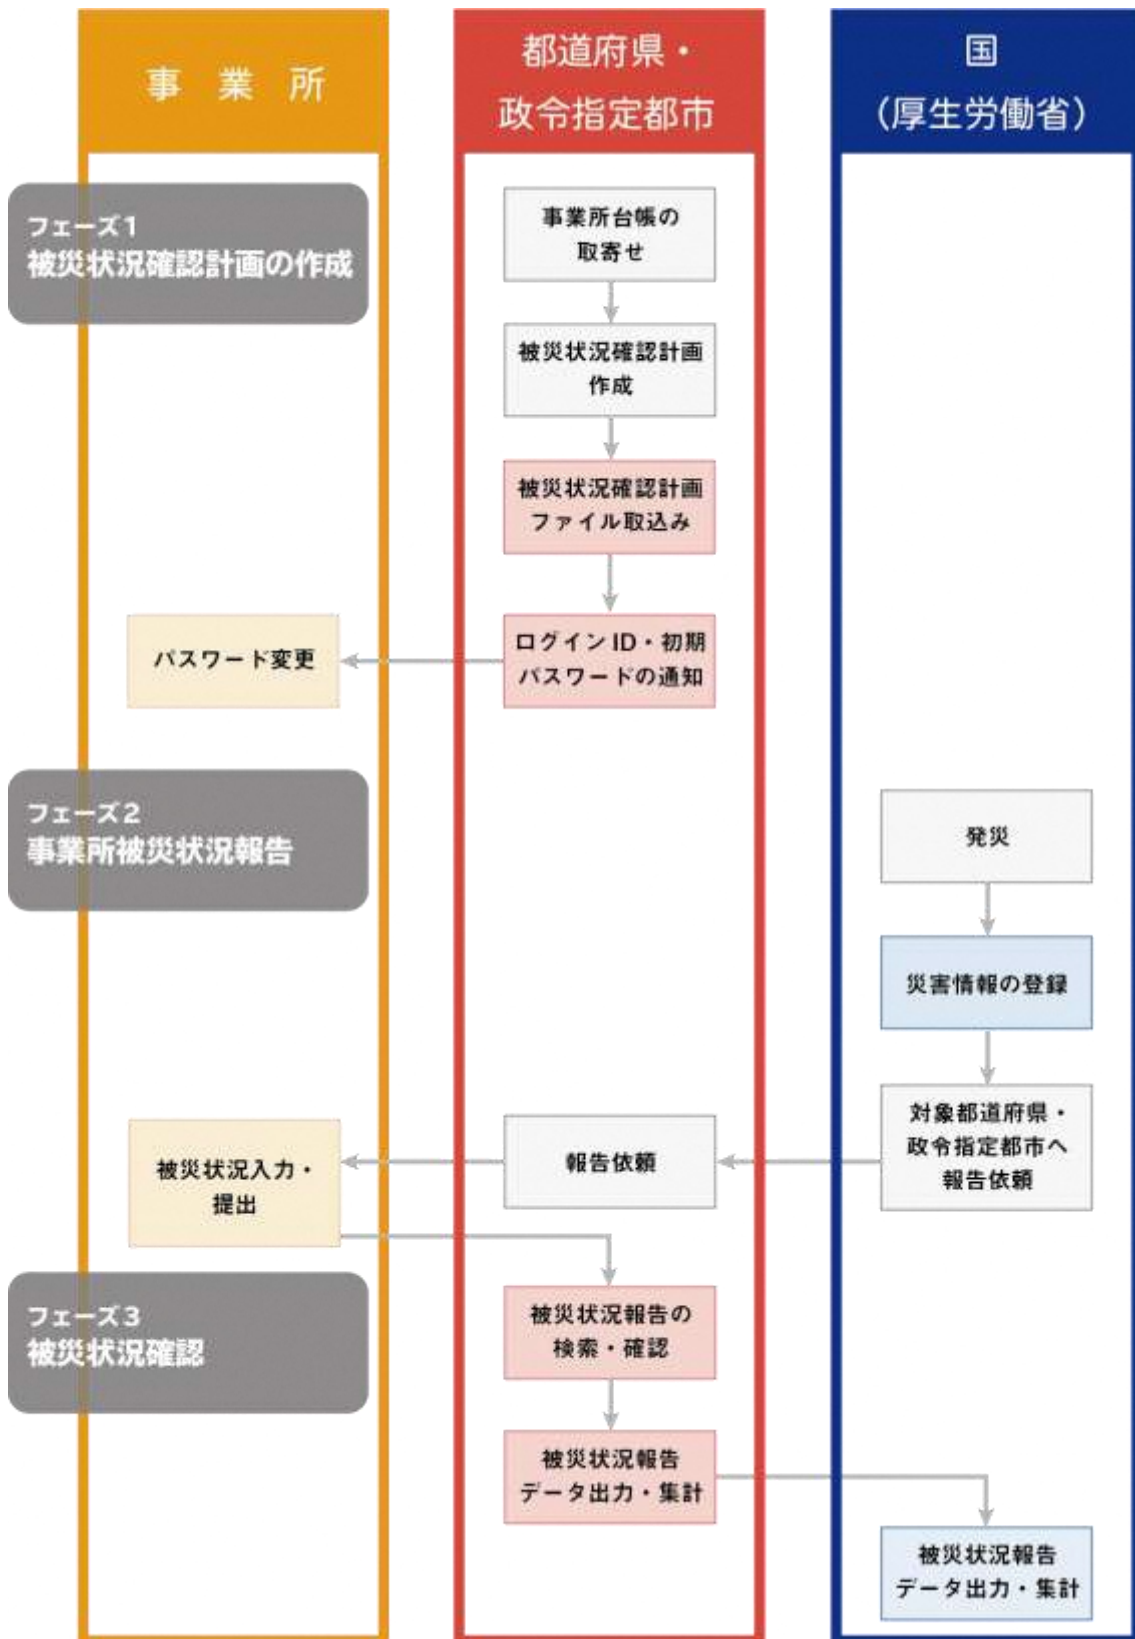 事 業 所
都道府県・
政令指定都市
国
（厚生労働省）
フェーズ1
被災状況確認計画の作成
事業所台帳の
取寄せ
被災状況確認計画
作成
被災状況確認計画
ファイル取込み
ログイン ID・初期
パスワードの通知
パスワード変更
フェーズ2
事業所被災状況報告
発災
災害情報の登録
対象都道府県・
政令指定都市へ
報告依頼
報告依頼
被災状況入力・
提出
フェーズ3
被災状況確認
被災状況報告の
検索・確認
被災状況報告
データ出力・集計
被災状況報告
データ出力・集計